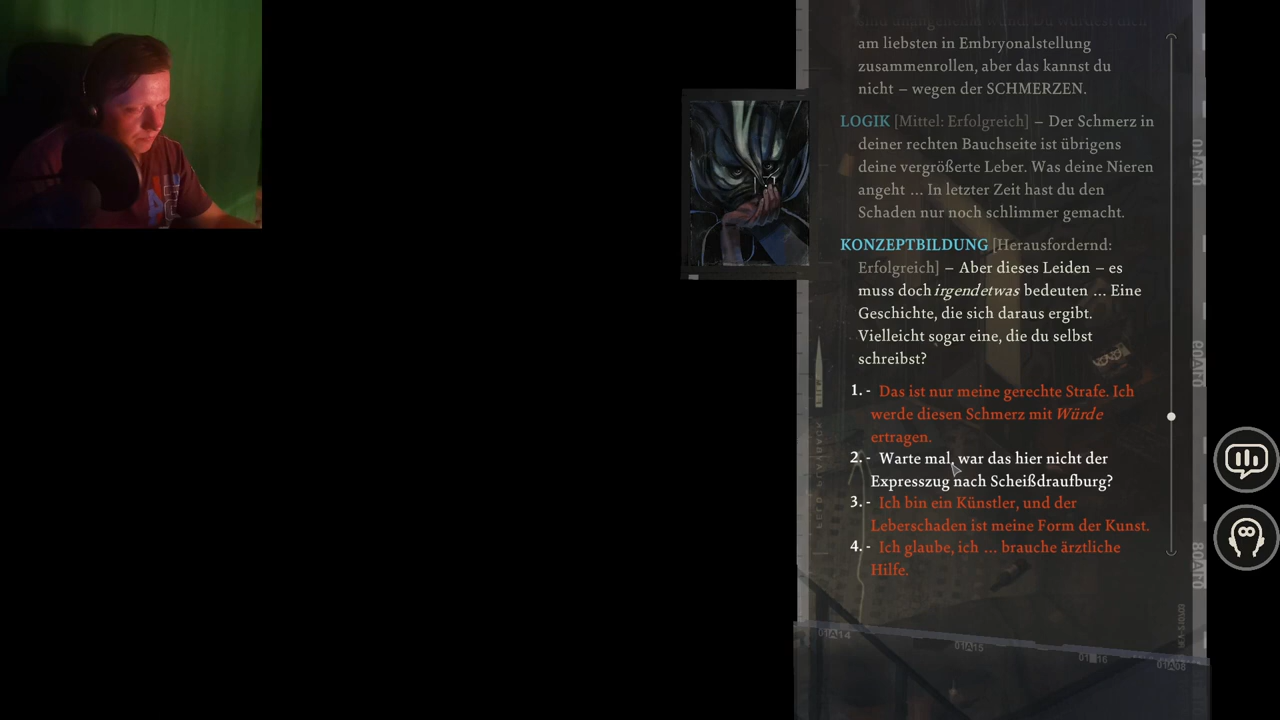 am liebsten in Embryonalstellung
zusammenrollen, aber das kannst du
nicht – wegen der SCHMERZEN.
LOGIK [Mittel: Erfolgreich] – Der Schmerz in
deiner rechten Bauchseite ist übrigens
deine vergrößerte Leber. Was deine Nieren
angeht ... In letzter Zeit hast du den
Schaden nur noch schlimmer gemacht.
KONZEPTBILDUNG [Herausfordernd:
Erfolgreich] – Aber dieses Leiden – es
muss doch irgendetwas bedeuten ... Eine
Geschichte, die sich daraus ergibt.
Vielleicht sogar eine, die du selbst
schreibst?
1. - Das ist nur meine gerechte Strafe. Ich
werde diesen Schmerz mit Würde
ertragen.
2. - Warte mal, war das hier nicht der
Expresszug nach Scheißdraufburg?
3. - Ich bin ein Künstler, und der
Leberschaden ist meine Form der Kunst.
4. - Ich glaube, ich ... brauche ärztliche
Hilfe.
01A14
01A15